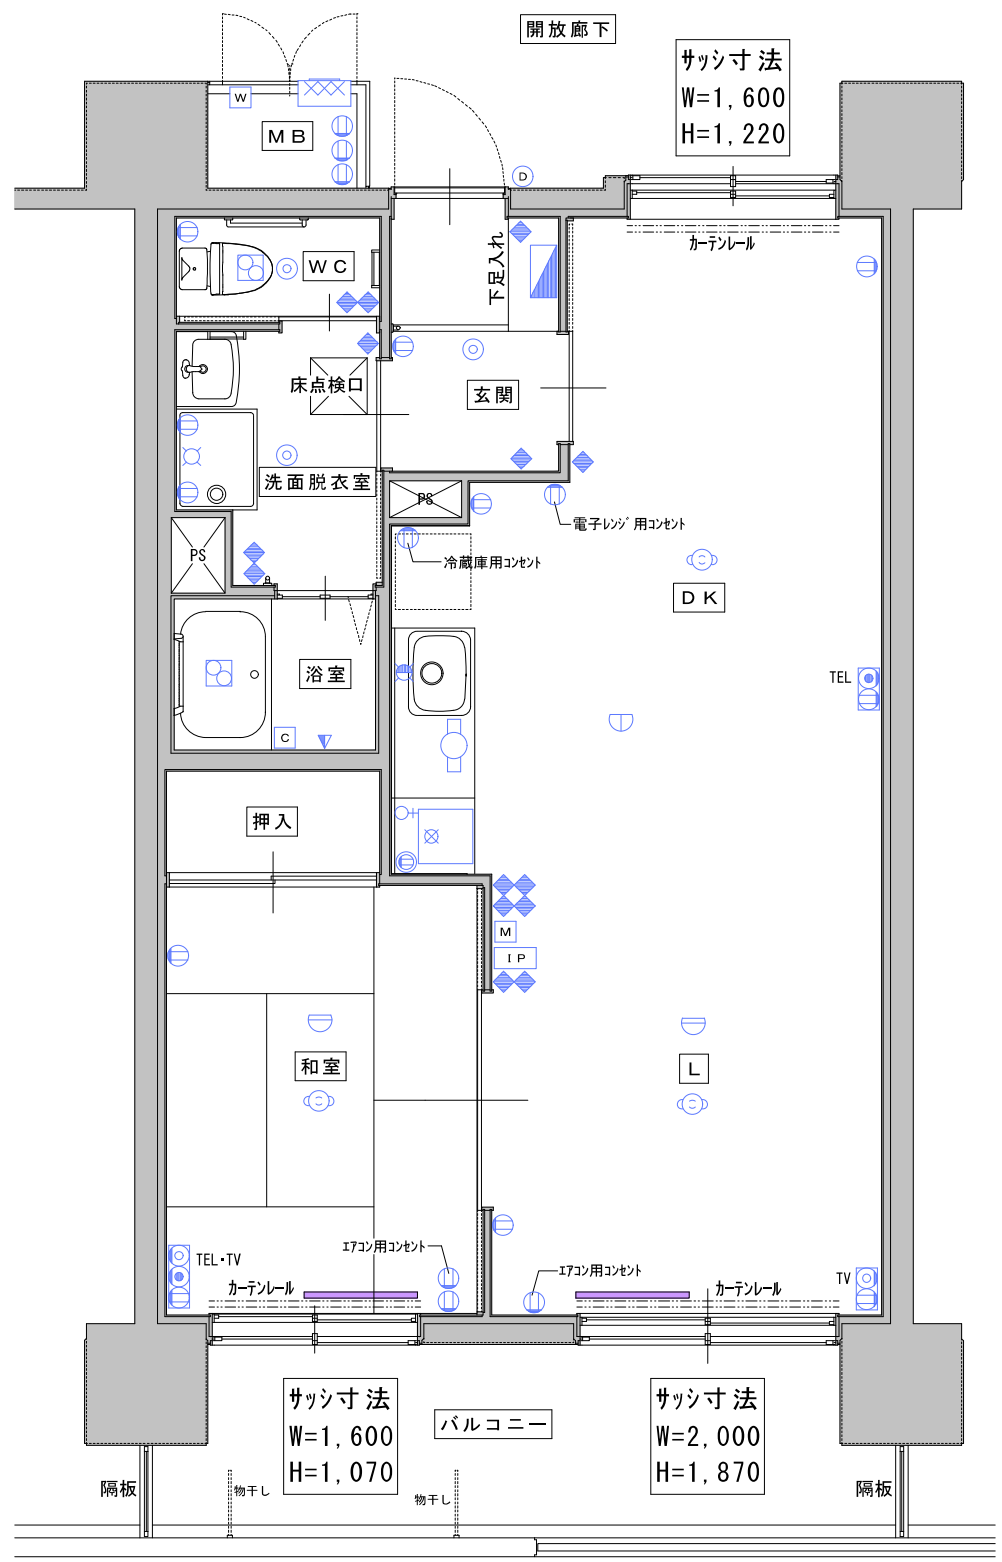 開放廊下
サッシ寸法
W=1,600
H=1,220
W
MB
D
カーテンレール
WC
下足入れ
床点検口
玄関
洗面脱衣室
PS
電子レンジ用コンセント
PS
冷蔵庫用コンセント
DK
浴室
TEL
C
押入
M
IP
和室
L
エアコン用コンセント
TEL・TV
エアコン用コンセント
TV
カーテンレール
カーテンレール
サッシ寸法
W=1,600
H=1,070
バルコニー
サッシ寸法
W=2,000
H=1,870
隔板
物干し
物干し
隔板